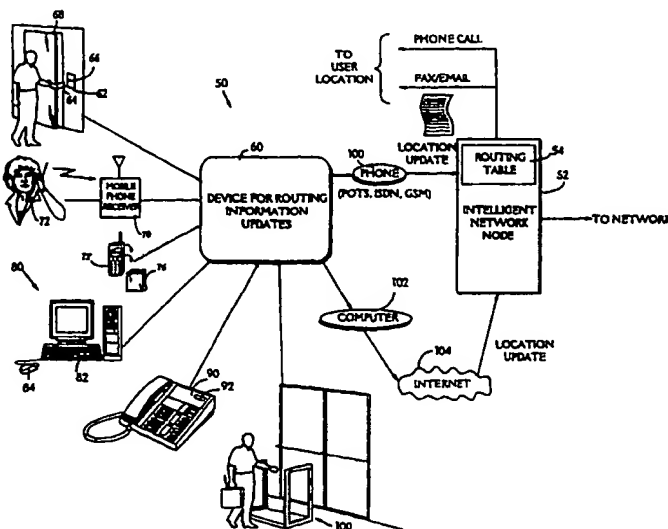 68
66
62
64
50
PHONE CALL
TO
USER
LOCATION
FAX/EMAIL
LOCATION
UPDATE
60
DEVICE FOR ROUTING
INFORMATION
UPDATES
100
PHONE
(POTS, ISDN, GSM)
ROUTING
TABLE
54
52
INTELLIGENT
NETWORK
NODE
TO NETWORK
72
MOBILE
PHONE
RECEIVER
70
76
80
82
84
90
92
102
COMPUTER
104
INTERNET
LOCATION
UPDATE
100